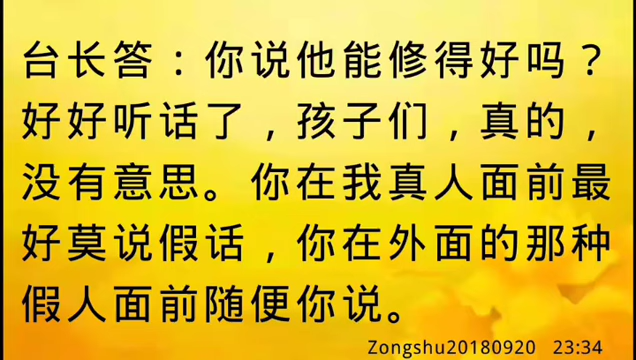 台长答：你说他能修得好吗？
好好听话了，孩子们，真的，
没有意思。你在我真人面前最
好莫说假话，你在外面的那种
假人面前随便你说。
Zongshu20180920 23:34